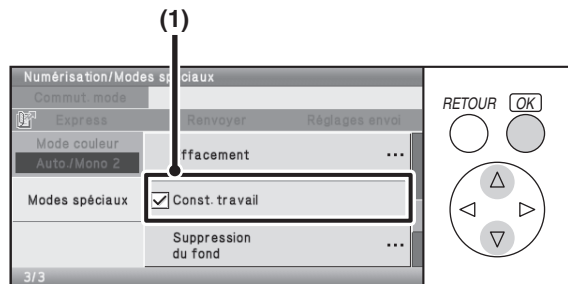 (1)
Numérisation/Modes spéciaux
Commut. mode
Express Renvoyer Réglages envoi
Mode couleur
Auto./Mono 2
Effacement ...
Modes spéciaux
Const. travail
Suppression
du fond ...
3/3
RETOUR OK